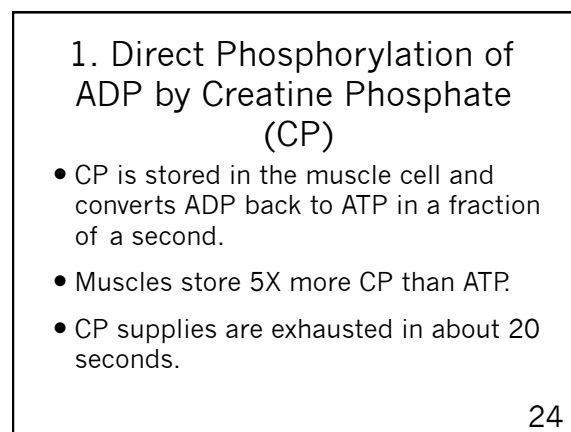 1. Direct Phosphorylation of
ADP by Creatine Phosphate
(CP)
• CP is stored in the muscle cell and
converts ADP back to ATP in a fraction
of a second.
• Muscles store 5X more CP than ATP.
• CP supplies are exhausted in about 20
seconds.
24